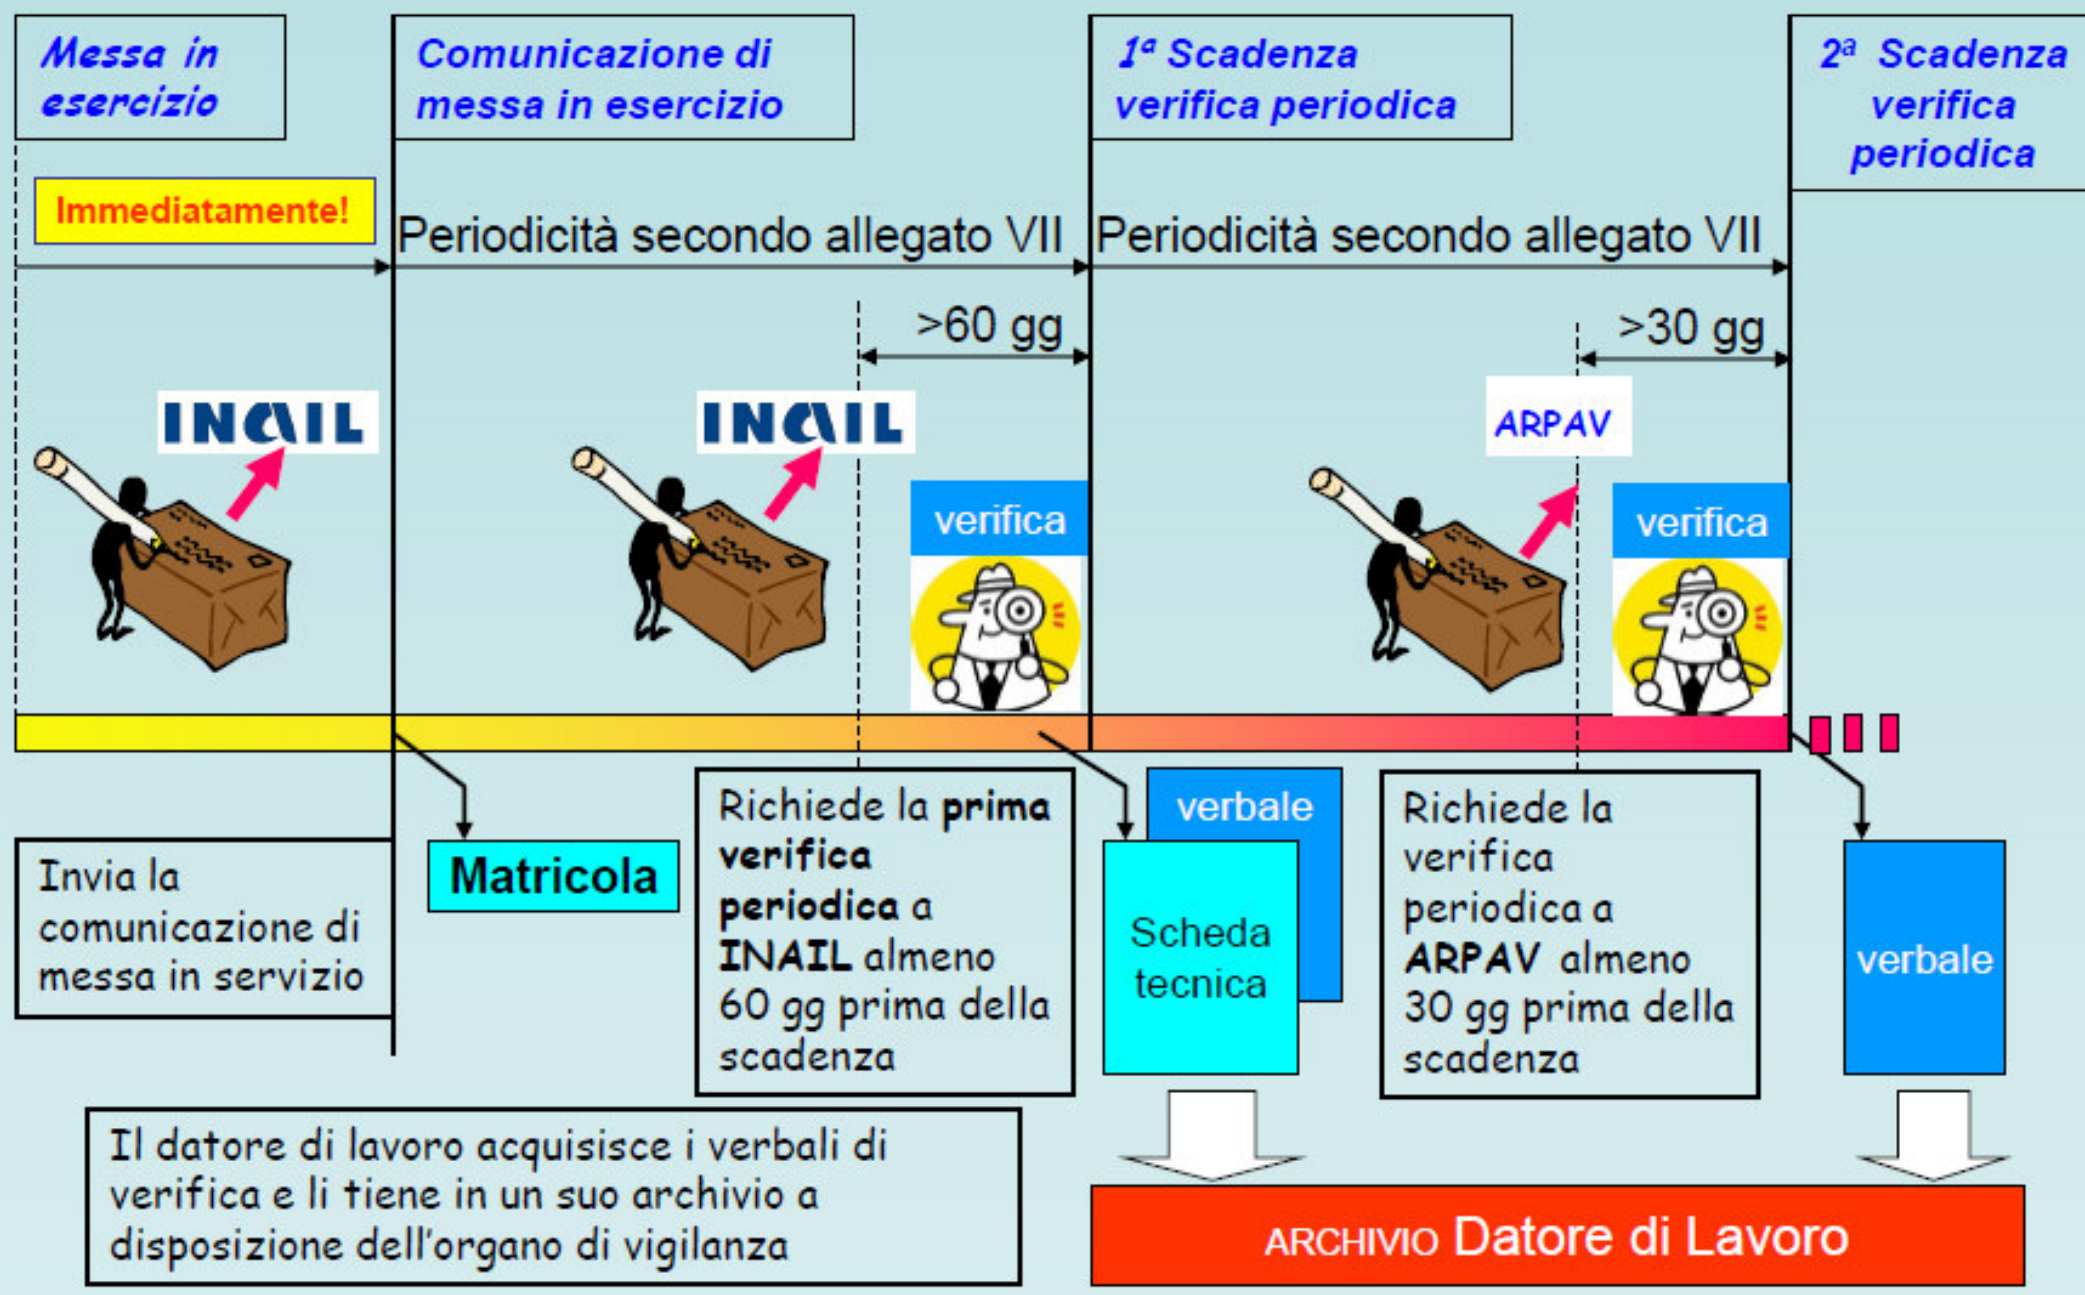 Messa in
esercizio
Comunicazione di
messa in esercizio
1ª Scadenza
verifica periodica
2ª Scadenza
verifica
periodica
Immediatamente!
Periodicità secondo allegato VII
Periodicità secondo allegato VII
>60 gg
>30 gg
INAIL
INAIL
ARPAV
verifica
verifica
Invia la
comunicazione di
messa in servizio
Matricola
Richiede la prima
verifica
periodica a
INAIL almeno
60 gg prima della
scadenza
verbale
Scheda
tecnica
Richiede la
verifica
periodica a
ARPAV almeno
30 gg prima della
scadenza
verbale
Il datore di lavoro acquisisce i verbali di
verifica e li tiene in un suo archivio a
disposizione dell'organo di vigilanza
ARCHIVIO Datore di Lavoro